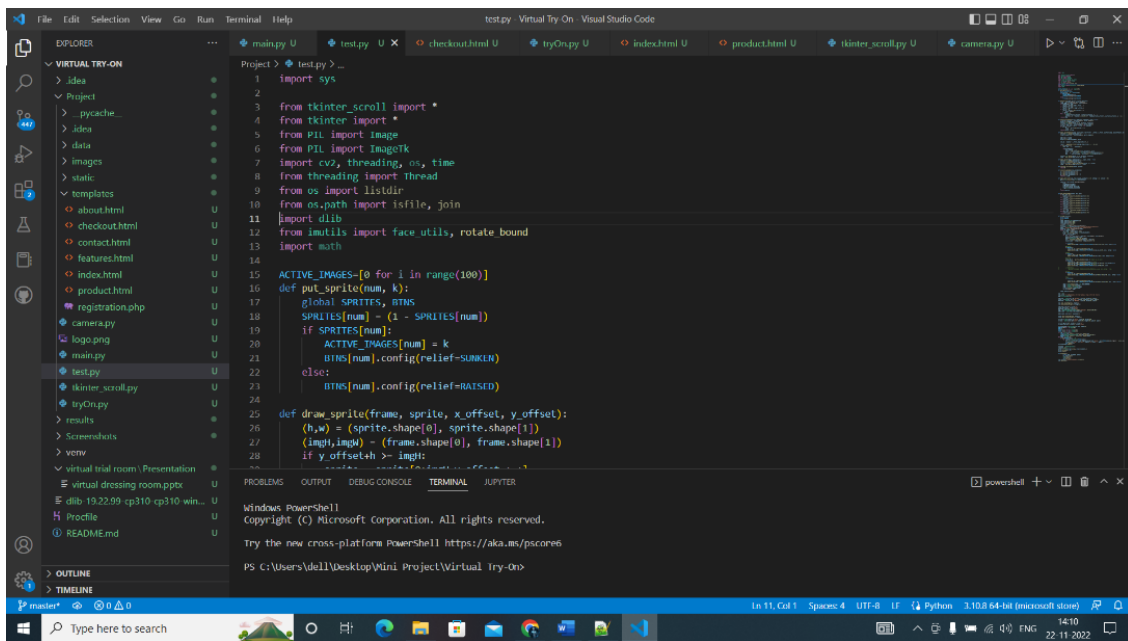 File Edit Selection View Go Run Terminal Help
test.py - Virtual Try-On - Visual Studio Code
EXPLORER
VIRTUAL TRY-ON
.idea
Project
__pycache__
.idea
data
images
static
templates
about.html U
checkout.html U
contact.html U
features.html U
index.html U
product.html U
registration.php U
camera.py U
logo.png U
main.py U
test.py U
tkinter_scroll.py U
tryOn.py U
results
Screenshots
venv
virtual trial room \ Presentation
virtual dressing room.pptx U
dlib-19.22.99-cp310-cp310-win... U
Procfile U
README.md U
OUTLINE
TIMELINE
447
2
1
main.py U
test.py U
checkout.html U
tryOn.py U
index.html U
product.html U
tkinter_scroll.py U
camera.py U
Project > test.py > ...
1 import sys
2
3 from tkinter_scroll import *
4 from tkinter import *
5 from PIL import Image
6 from PIL import ImageTk
7 import cv2, threading, os, time
8 from threading import Thread
9 from os import listdir
10 from os.path import isfile, join
11 import dlib
12 from imutils import face_utils, rotate_bound
13 import math
14
15 ACTIVE_IMAGES=[0 for i in range(100)]
16 def put_sprite(num, k):
17 global SPRITES, BTNS
18 SPRITES[num] = (1 - SPRITES[num])
19 if SPRITES[num]:
20 ACTIVE_IMAGES[num] = k
21 BTNS[num].config(relief=SUNKEN)
22 else:
23 BTNS[num].config(relief=RAISED)
24
25 def draw_sprite(frame, sprite, x_offset, y_offset):
26 (h,w) = (sprite.shape[0], sprite.shape[1])
27 (imgH,imgW) = (frame.shape[0], frame.shape[1])
28 if y_offset+h >= imgH:
PROBLEMS OUTPUT DEBUG CONSOLE TERMINAL JUPYTER
powershell
Windows PowerShell
Copyright (C) Microsoft Corporation. All rights reserved.
Try the new cross-platform PowerShell https://aka.ms/pscore6
PS C:\Users\dell\Desktop\Mini Project\Virtual Try-On>
master* 0 0 Ln 11, Col 1 Spaces: 4 UTF-8 LF Python 3.10.8 64-bit (microsoft store)
Type here to search
ENG
14:10
22-11-2022